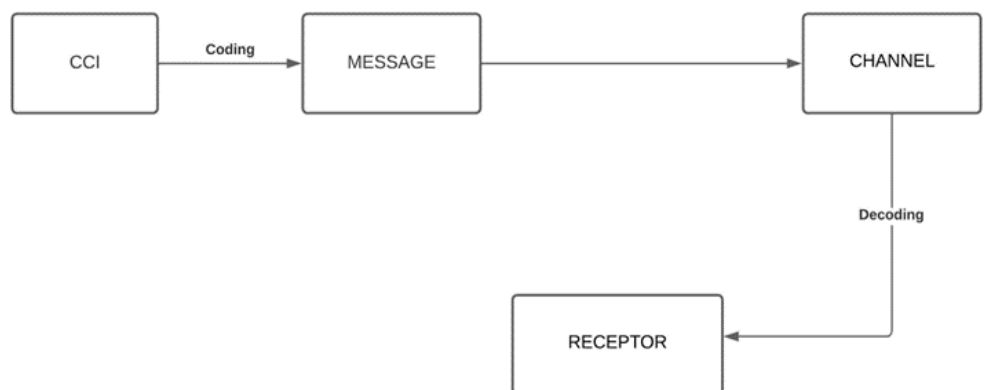 CCI
Coding
MESSAGE
CHANNEL
Decoding
RECEPTOR